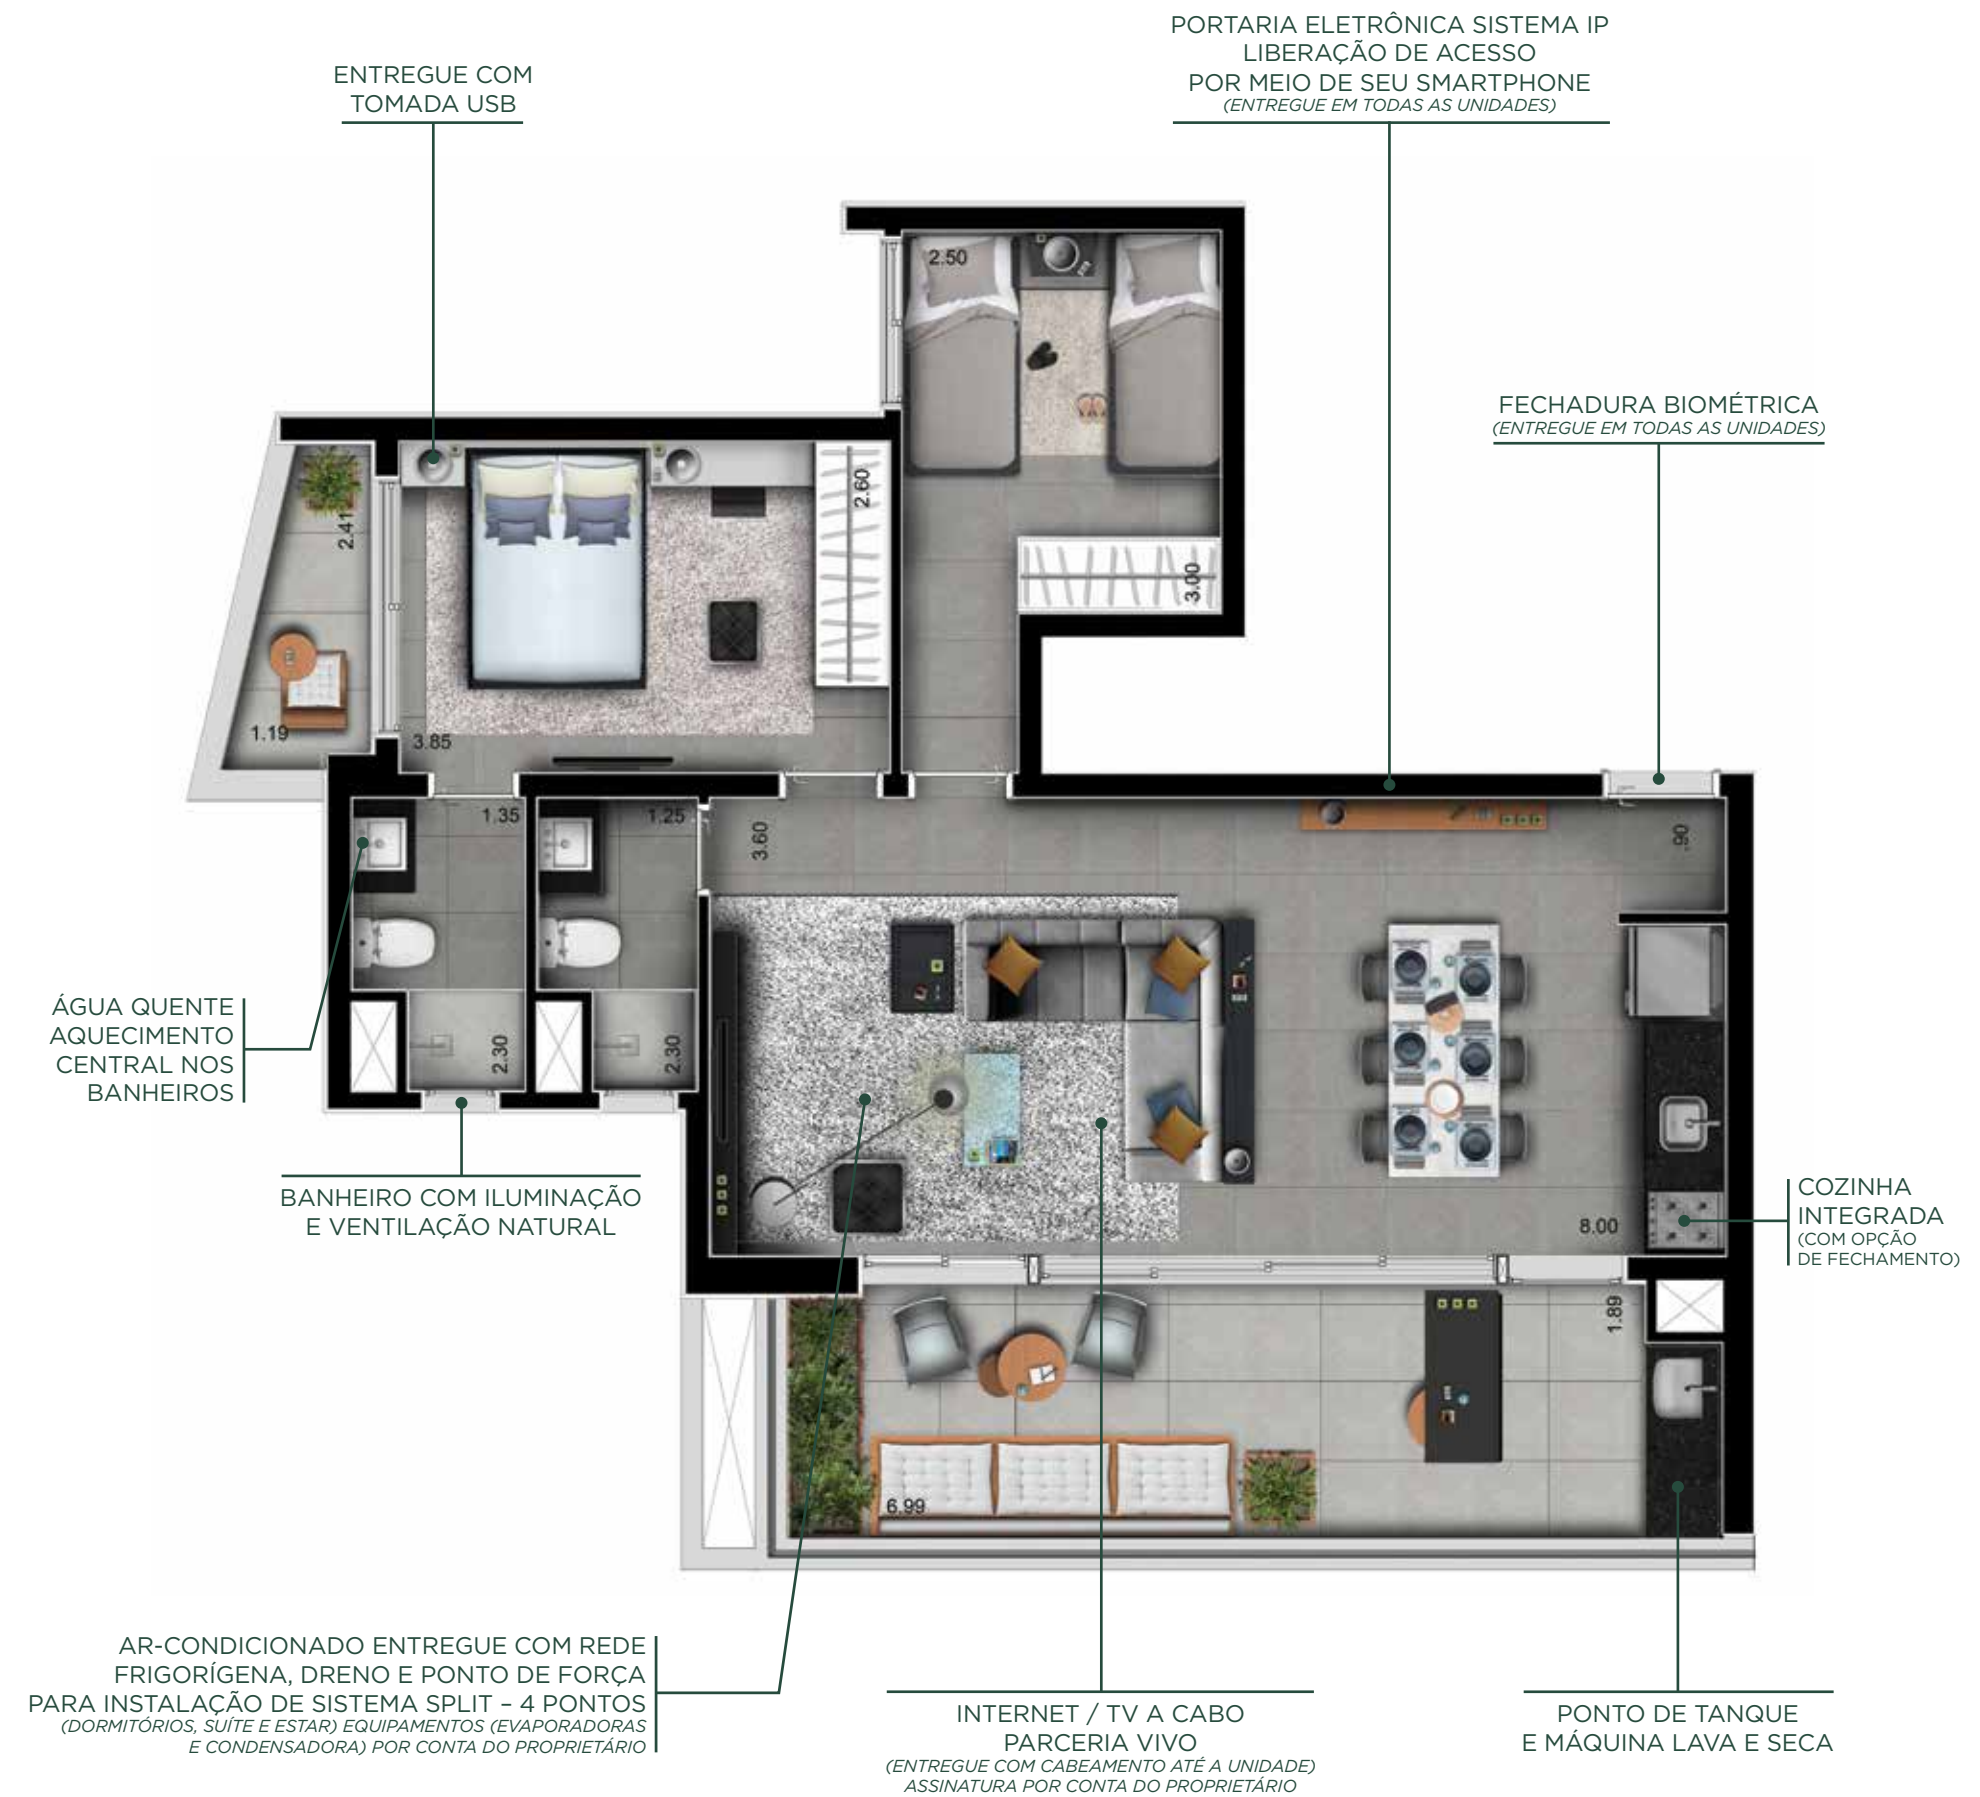 PORTARIA ELETRÔNICA SISTEMA IP
LIBERAÇÃO DE ACESSO
POR MEIO DE SEU SMARTPHONE
(ENTREGUE EM TODAS AS UNIDADES)
ENTREGUE COM
TOMADA USB
FECHADURA BIOMÉTRICA
(ENTREGUE EM TODAS AS UNIDADES)
2.50
2.60
2.41
3.00
1.19
3.85
1.35
1.25
3.60
.90
ÁGUA QUENTE
AQUECIMENTO
CENTRAL NOS
BANHEIROS
2.30
2.30
BANHEIRO COM ILUMINAÇÃO
E VENTILAÇÃO NATURAL
8.00
COZINHA
INTEGRADA
(COM OPÇÃO
DE FECHAMENTO)
1.89
6.99
AR-CONDICIONADO ENTREGUE COM REDE
FRIGORÍGENA, DRENO E PONTO DE FORÇA
PARA INSTALAÇÃO DE SISTEMA SPLIT – 4 PONTOS
(DORMITÓRIOS, SUÍTE E ESTAR) EQUIPAMENTOS (EVAPORADORAS
E CONDENSADORA) POR CONTA DO PROPRIETÁRIO
INTERNET / TV A CABO
PARCERIA VIVO
(ENTREGUE COM CABEAMENTO ATÉ A UNIDADE)
ASSINATURA POR CONTA DO PROPRIETÁRIO
PONTO DE TANQUE
E MÁQUINA LAVA E SECA